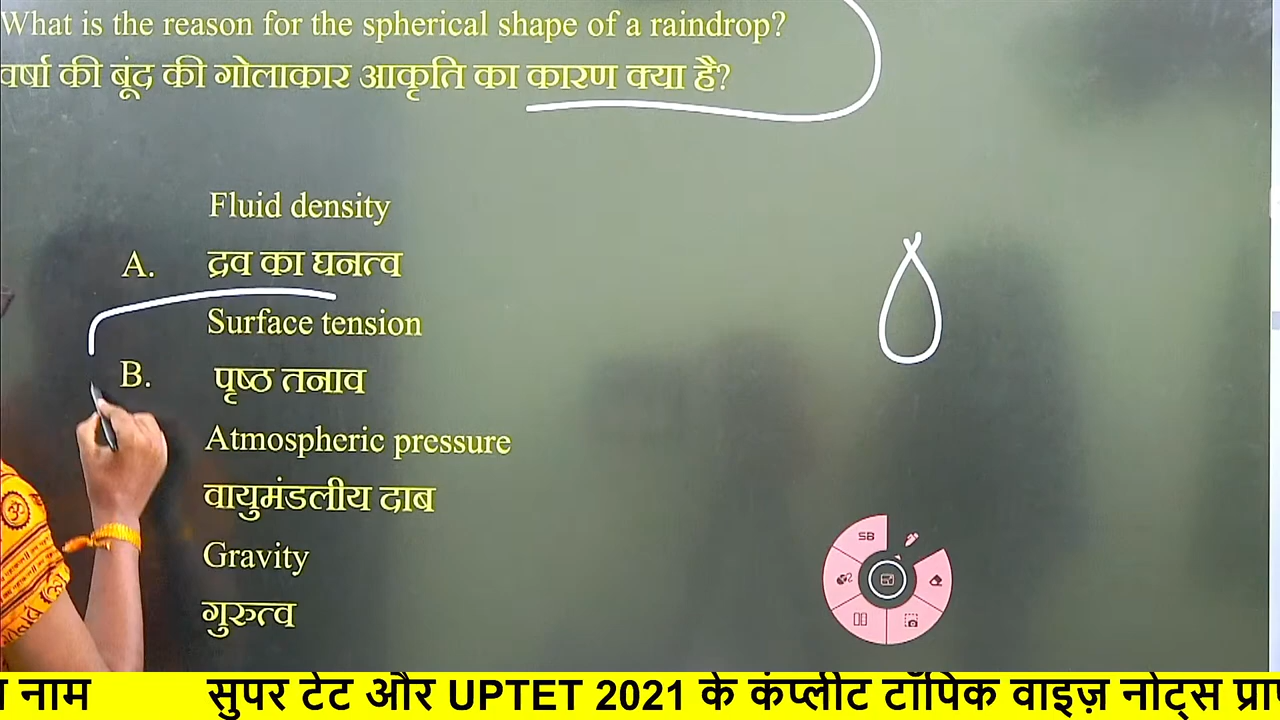 What is the reason for the spherical shape of a raindrop?
वर्षा की बूंद की गोलाकार आकृति का कारण क्या है?
Fluid density
A. द्रव का घनत्व
Surface tension
B. पृष्ठ तनाव
Atmospheric pressure
वायुमंडलीय दाब
Gravity
गुरुत्व
SB
नाम सुपर टेट और UPTET 2021 के कंप्लीट टॉपिक वाइज़ नोट्स